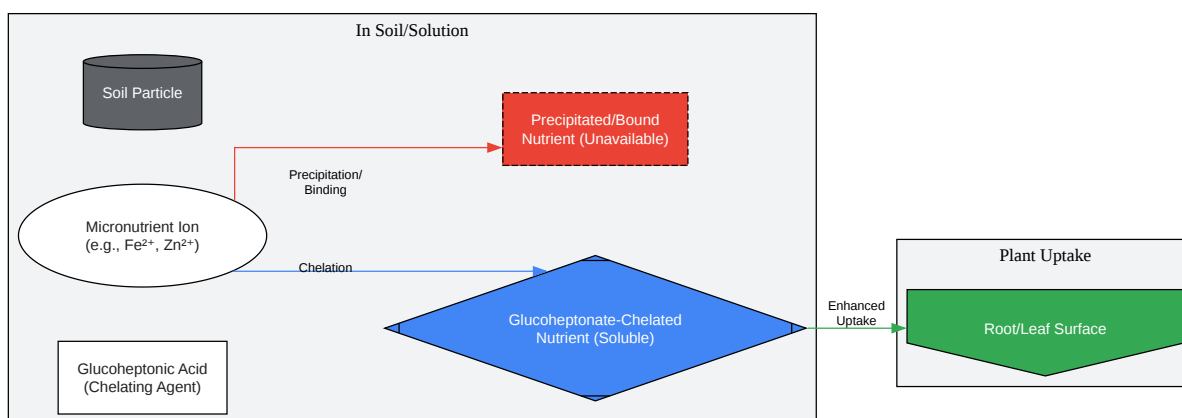 In Soil/Solution
Soil Particle
Precipitated/Bound
Nutrient (Unavailable)
Precipitation/
Binding
Micronutrient Ion
(e.g., Fe²⁺, Zn²⁺)
Chelation
Glucoheptonate-Chelated
Nutrient (Soluble)
Glucoheptonic Acid
(Chelating Agent)
Enhanced
Uptake
Plant Uptake
Root/Leaf Surface